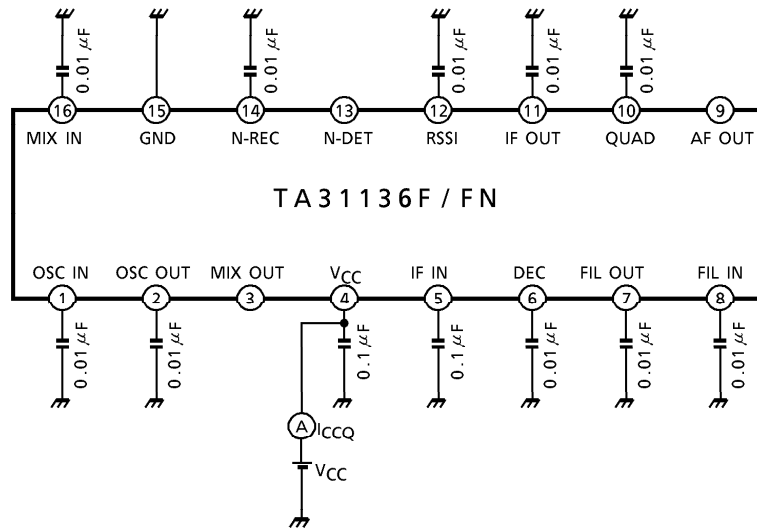 0.01 μF
0.01 μF
0.01 μF
0.01 μF
0.01 μF
16 15 14 13 12 11 10 9
MIX IN GND N-REC N-DET RSSI IF OUT QUAD AF OUT
TA31136F / FN
OSC IN OSC OUT MIX OUT VCC IF IN DEC FIL OUT FIL IN
1 2 3 4 5 6 7 8
0.01 μF
0.01 μF
0.1 μF
0.1 μF
0.01 μF
0.01 μF
0.01 μF
A ICCQ
VCC